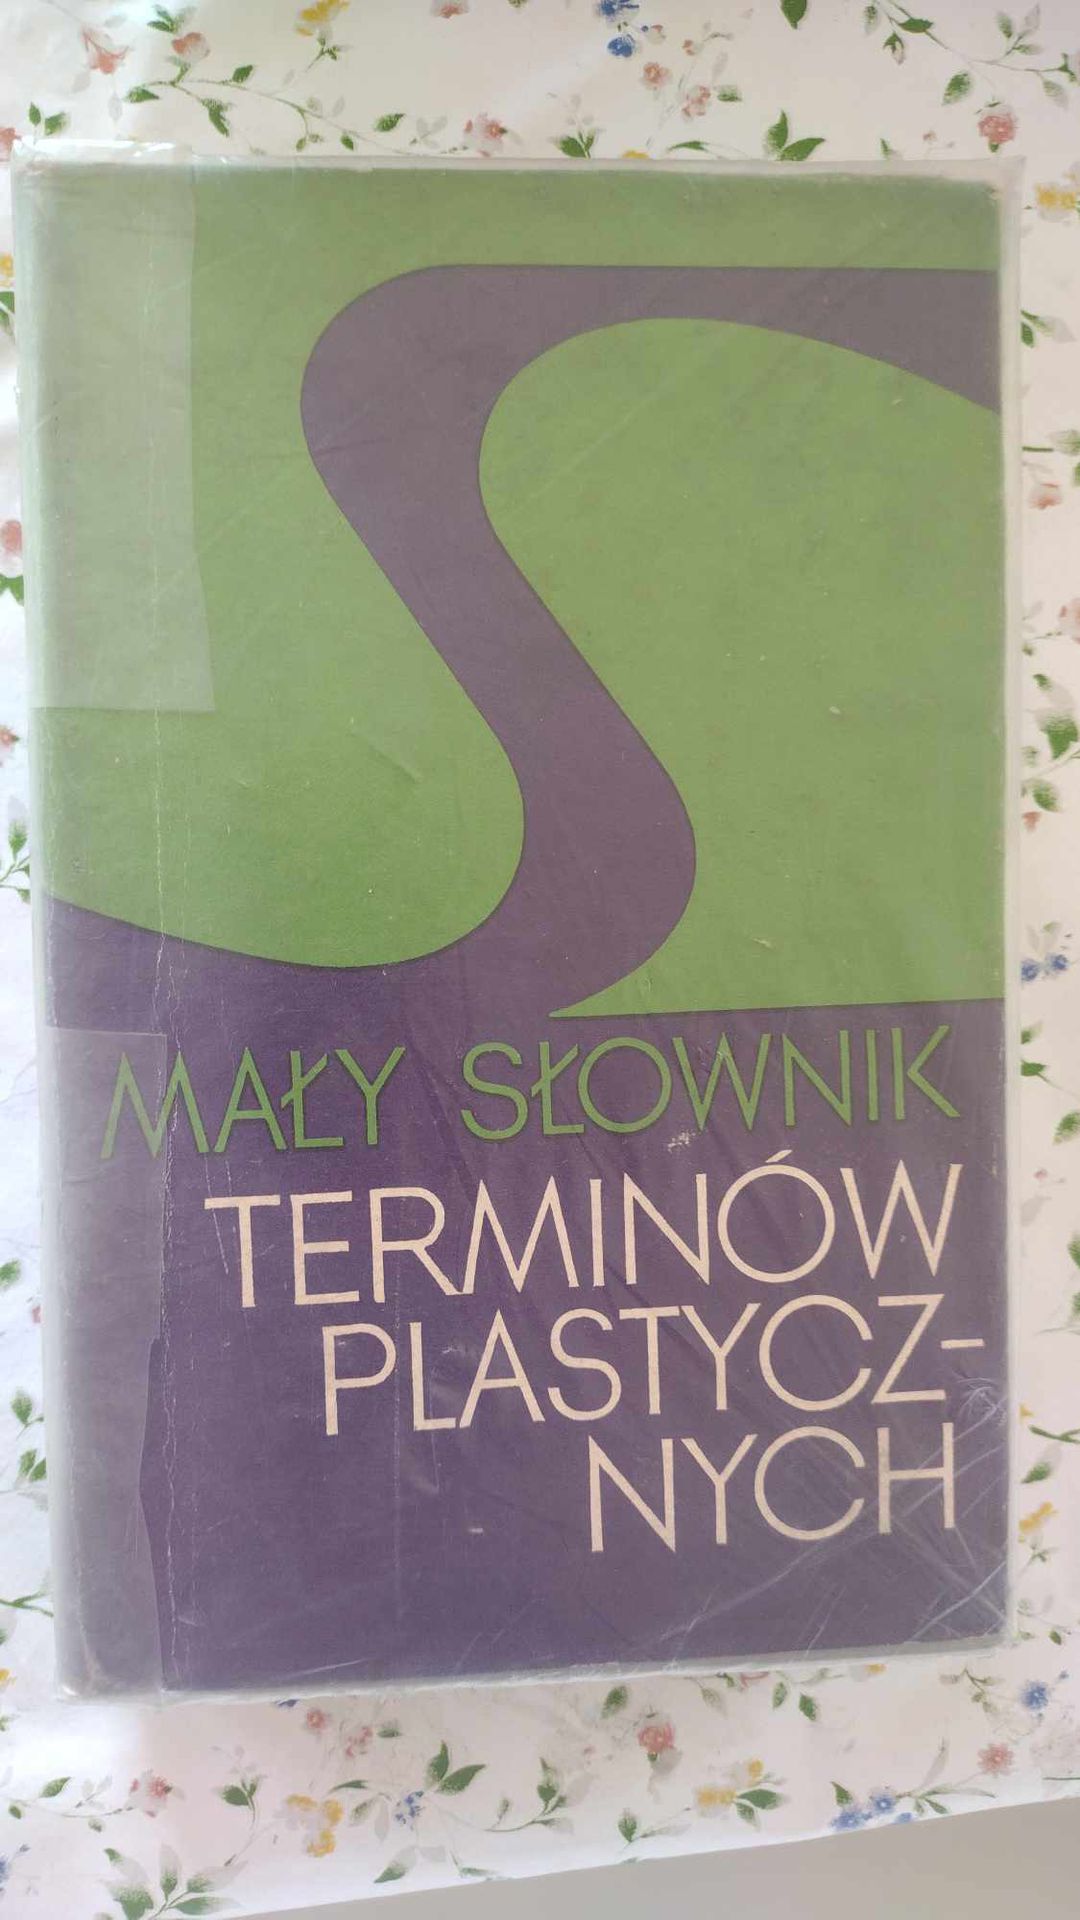 MAŁY SŁOWNIK
TERMINÓW
PLASTYCZ-
NYCH